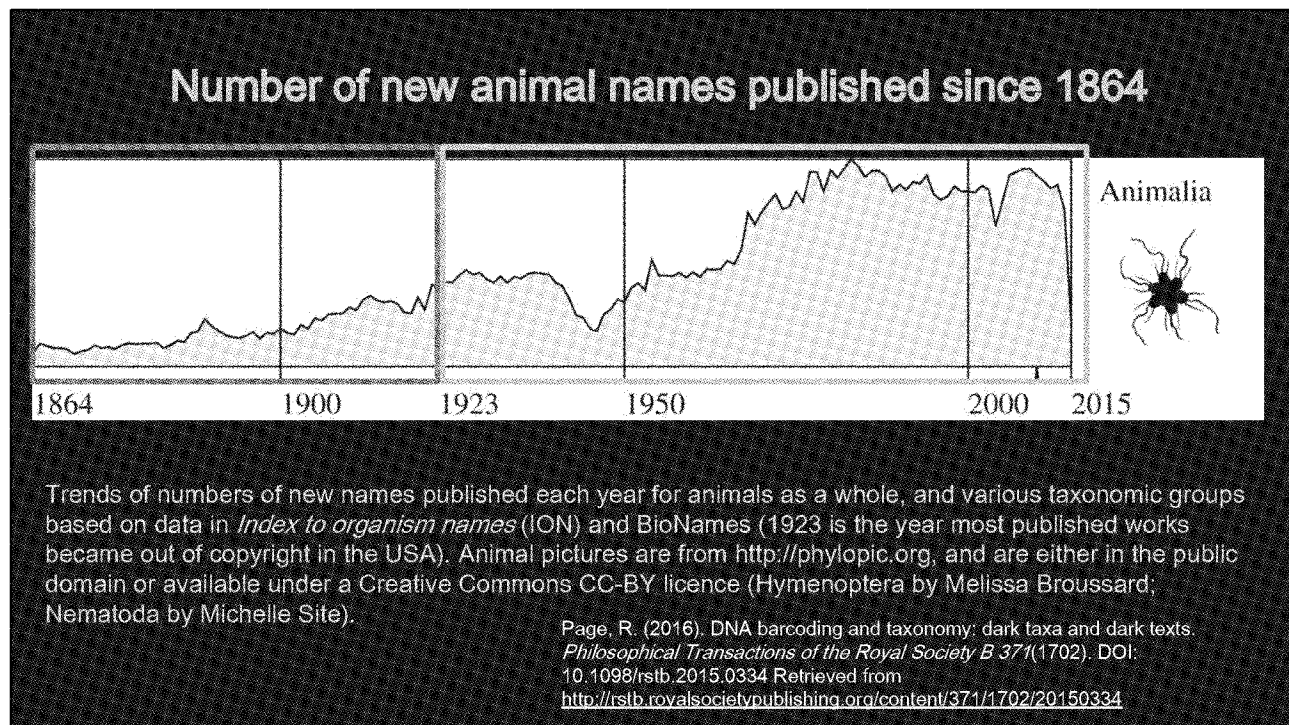 Number of new animal names published since 1864
Animalia
1864 1900 1923 1950 2000 2015
Trends of numbers of new names published each year for animals as a whole, and various taxonomic groups
based on data in Index to organism names (ION) and BioNames (1923 is the year most published works
became out of copyright in the USA). Animal pictures are from http://phylopic.org, and are either in the public
domain or available under a Creative Commons CC-BY licence (Hymenoptera by Melissa Broussard;
Nematoda by Michelle Site).
Page, R. (2016). DNA barcoding and taxonomy: dark taxa and dark texts.
Philosophical Transactions of the Royal Society B 371(1702). DOI:
10.1098/rstb.2015.0334 Retrieved from
http://rstb.royalsocietypublishing.org/content/371/1702/20150334